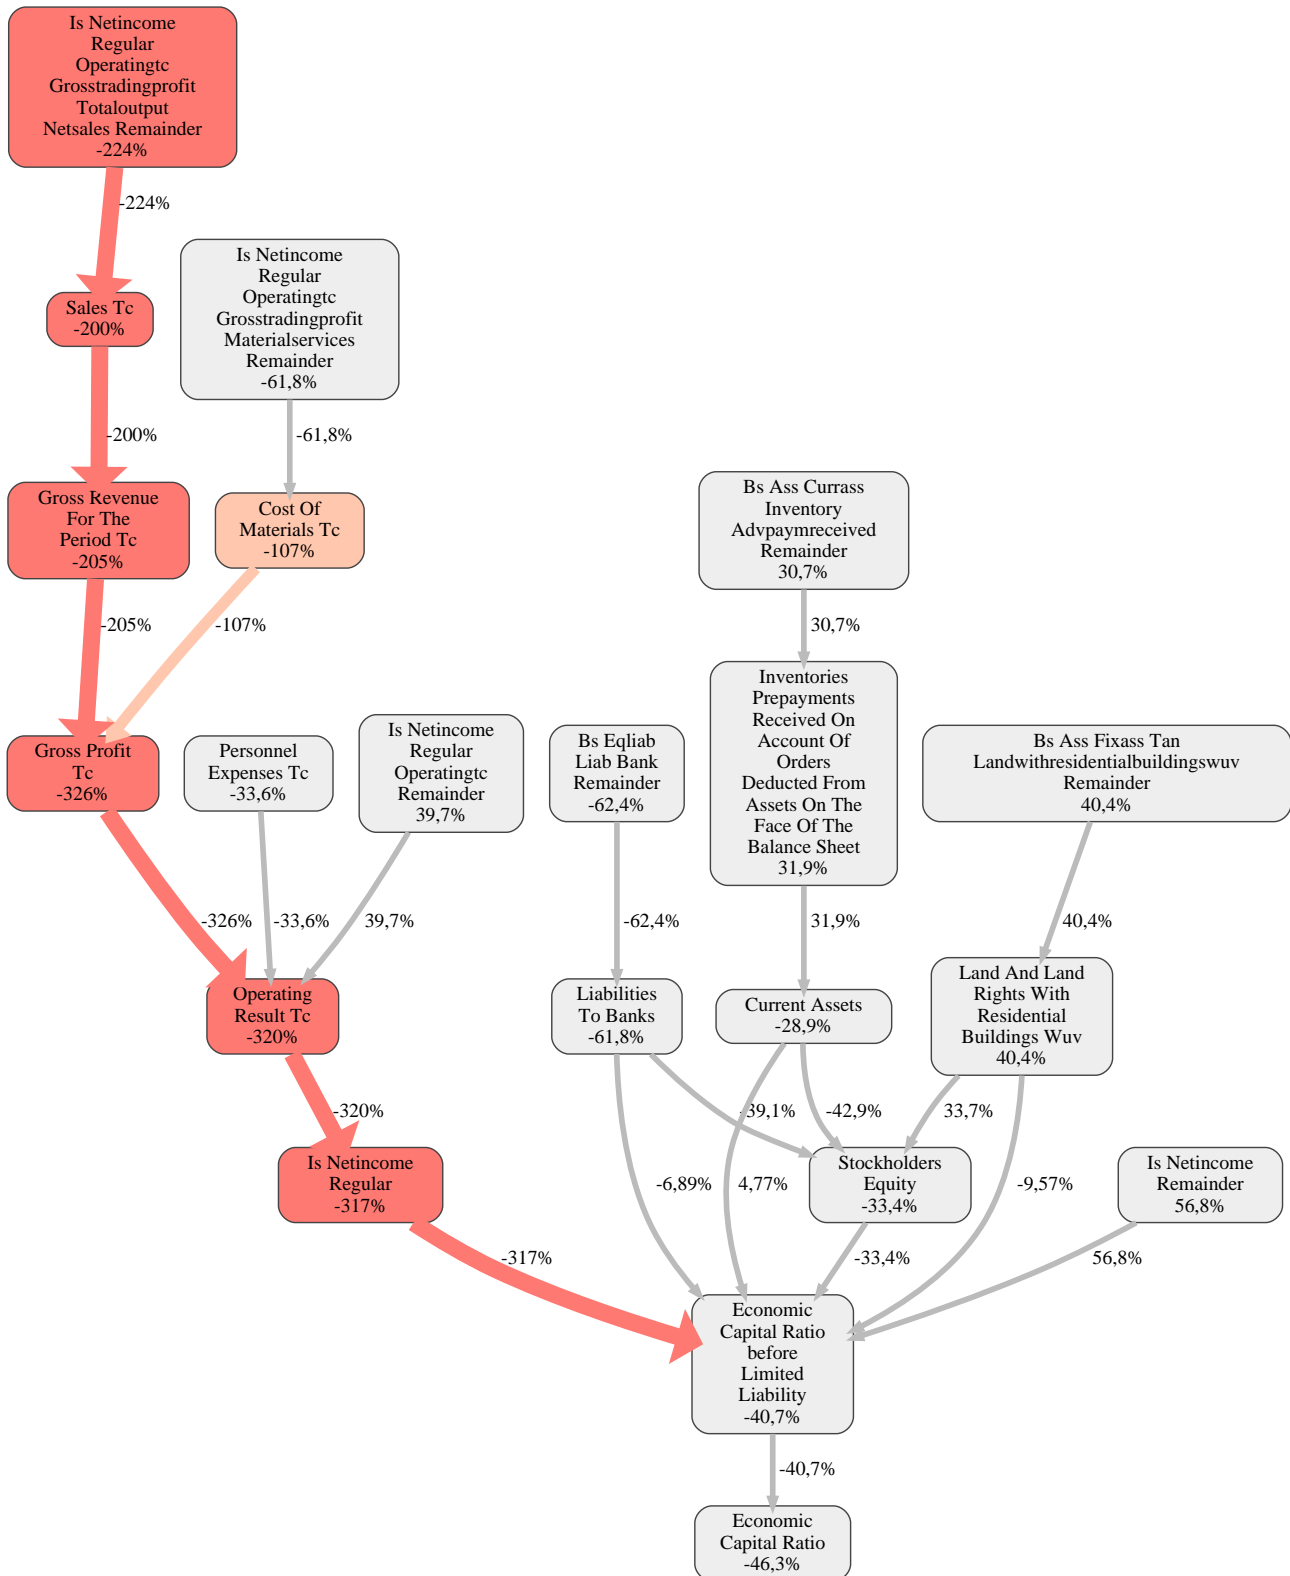 Is Netincome
Regular
Operatingtc
Grosstradingprofit
Totaloutput
Netsales Remainder
-224%
-224%
Is Netincome
Regular
Operatingtc
Grosstradingprofit
Materialservices
Remainder
-61,8%
Sales Tc
-200%
-200%
-61,8%
Gross Revenue
For The
Period Tc
-205%
Cost Of
Materials Tc
-107%
Bs Ass Currass
Inventory
Advpaymreceived
Remainder
30,7%
-205%
-107%
30,7%
Gross Profit
Tc
-326%
Personnel
Expenses Tc
-33,6%
Is Netincome
Regular
Operatingtc
Remainder
39,7%
Bs Eqliab
Liab Bank
Remainder
-62,4%
Inventories
Prepayments
Received On
Account Of
Orders
Deducted From
Assets On The
Face Of The
Balance Sheet
31,9%
Bs Ass Fixass Tan
Landwithresidentialbuildingswuv
Remainder
40,4%
-326%
-33,6%
39,7%
-62,4%
31,9%
40,4%
Operating
Result Tc
-320%
Liabilities
To Banks
-61,8%
Current Assets
-28,9%
Land And Land
Rights With
Residential
Buildings Wuv
40,4%
-320%
-39,1%
-42,9%
33,7%
Is Netincome
Regular
-317%
-6,89%
4,77%
Stockholders
Equity
-33,4%
-9,57%
Is Netincome
Remainder
56,8%
-317%
-33,4%
56,8%
Economic
Capital Ratio
before
Limited
Liability
-40,7%
-40,7%
Economic
Capital Ratio
-46,3%